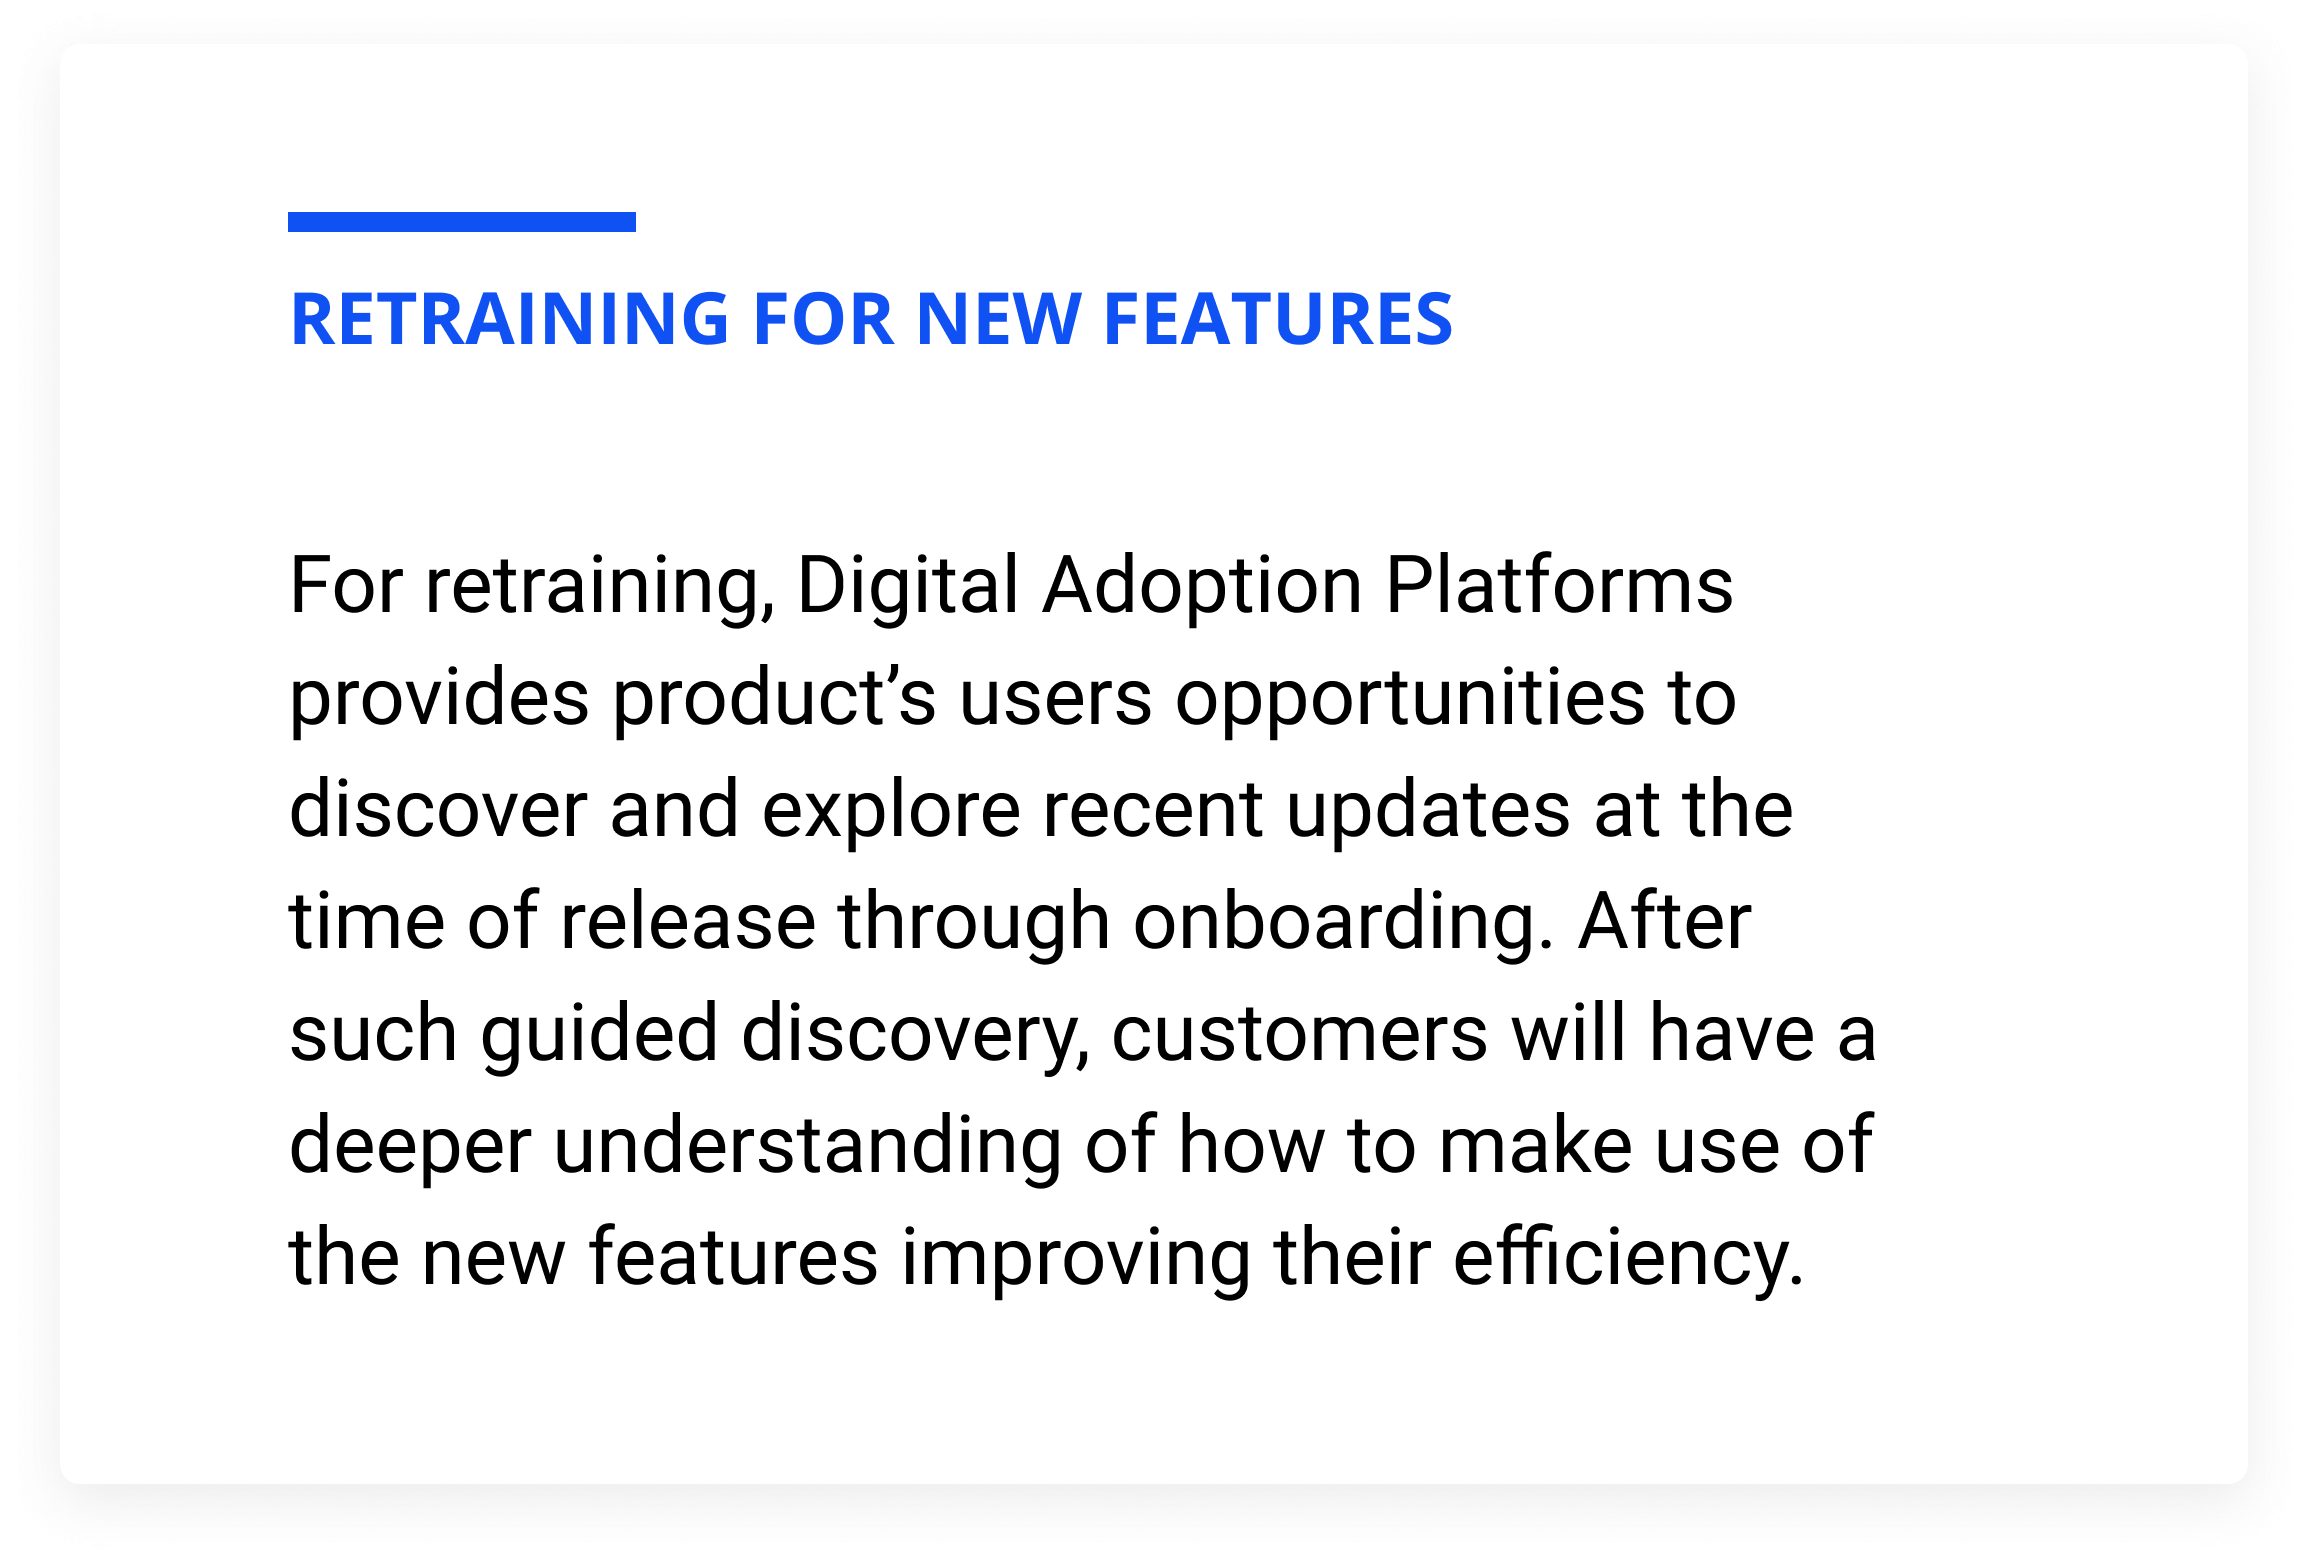 RETRAINING FOR NEW FEATURES
For retraining, Digital Adoption Platforms
provides product’s users opportunities to
discover and explore recent updates at the
time of release through onboarding. After
such guided discovery, customers will have a
deeper understanding of how to make use of
the new features improving their efficiency.